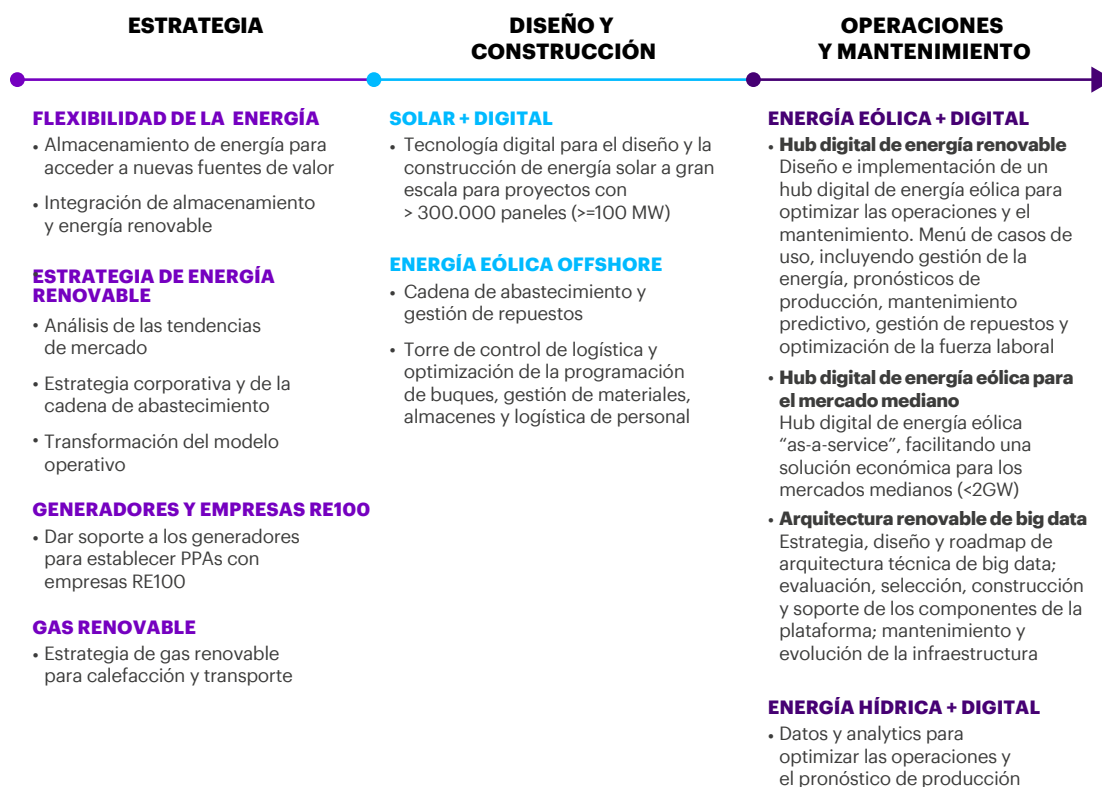 ESTRATEGIA
FLEXIBILIDAD DE LA ENERGÍA
• Almacenamiento de energía para
acceder a nuevas fuentes de valor
• Integración de almacenamiento
y energía renovable
ESTRATEGIA DE ENERGÍA
RENOVABLE
• Análisis de las tendencias
de mercado
• Estrategia corporativa y de la
cadena de abastecimiento
• Transformación del modelo
operativo
GENERADORES Y EMPRESAS RE100
• Dar soporte a los generadores
para establecer PPAs con
empresas RE100
GAS RENOVABLE
• Estrategia de gas renovable
para calefacción y transporte
DISEÑO Y
CONSTRUCCIÓN
SOLAR + DIGITAL
• Tecnología digital para el diseño y la
construcción de energía solar a gran
escala para proyectos con
> 300.000 paneles (>=100 MW)
ENERGÍA EÓLICA OFFSHORE
• Cadena de abastecimiento y
gestión de repuestos
• Torre de control de logística y
optimización de la programación
de buques, gestión de materiales,
almacenes y logística de personal
OPERACIONES
Y MANTENIMIENTO
ENERGÍA EÓLICA + DIGITAL
• Hub digital de energía renovable
Diseño e implementación de un
hub digital de energía eólica para
optimizar las operaciones y el
mantenimiento. Menú de casos de
uso, incluyendo gestión de la
energía, pronósticos de
producción, mantenimiento
predictivo, gestión de repuestos y
optimización de la fuerza laboral
• Hub digital de energía eólica para
el mercado mediano
Hub digital de energía eólica
“as-a-service”, facilitando una
solución económica para los
mercados medianos (<2GW)
• Arquitectura renovable de big data
Estrategia, diseño y roadmap de
arquitectura técnica de big data;
evaluación, selección, construcción
y soporte de los componentes de la
plataforma; mantenimiento y
evolución de la infraestructura
ENERGÍA HÍDRICA + DIGITAL
• Datos y analytics para
optimizar las operaciones y
el pronóstico de producción